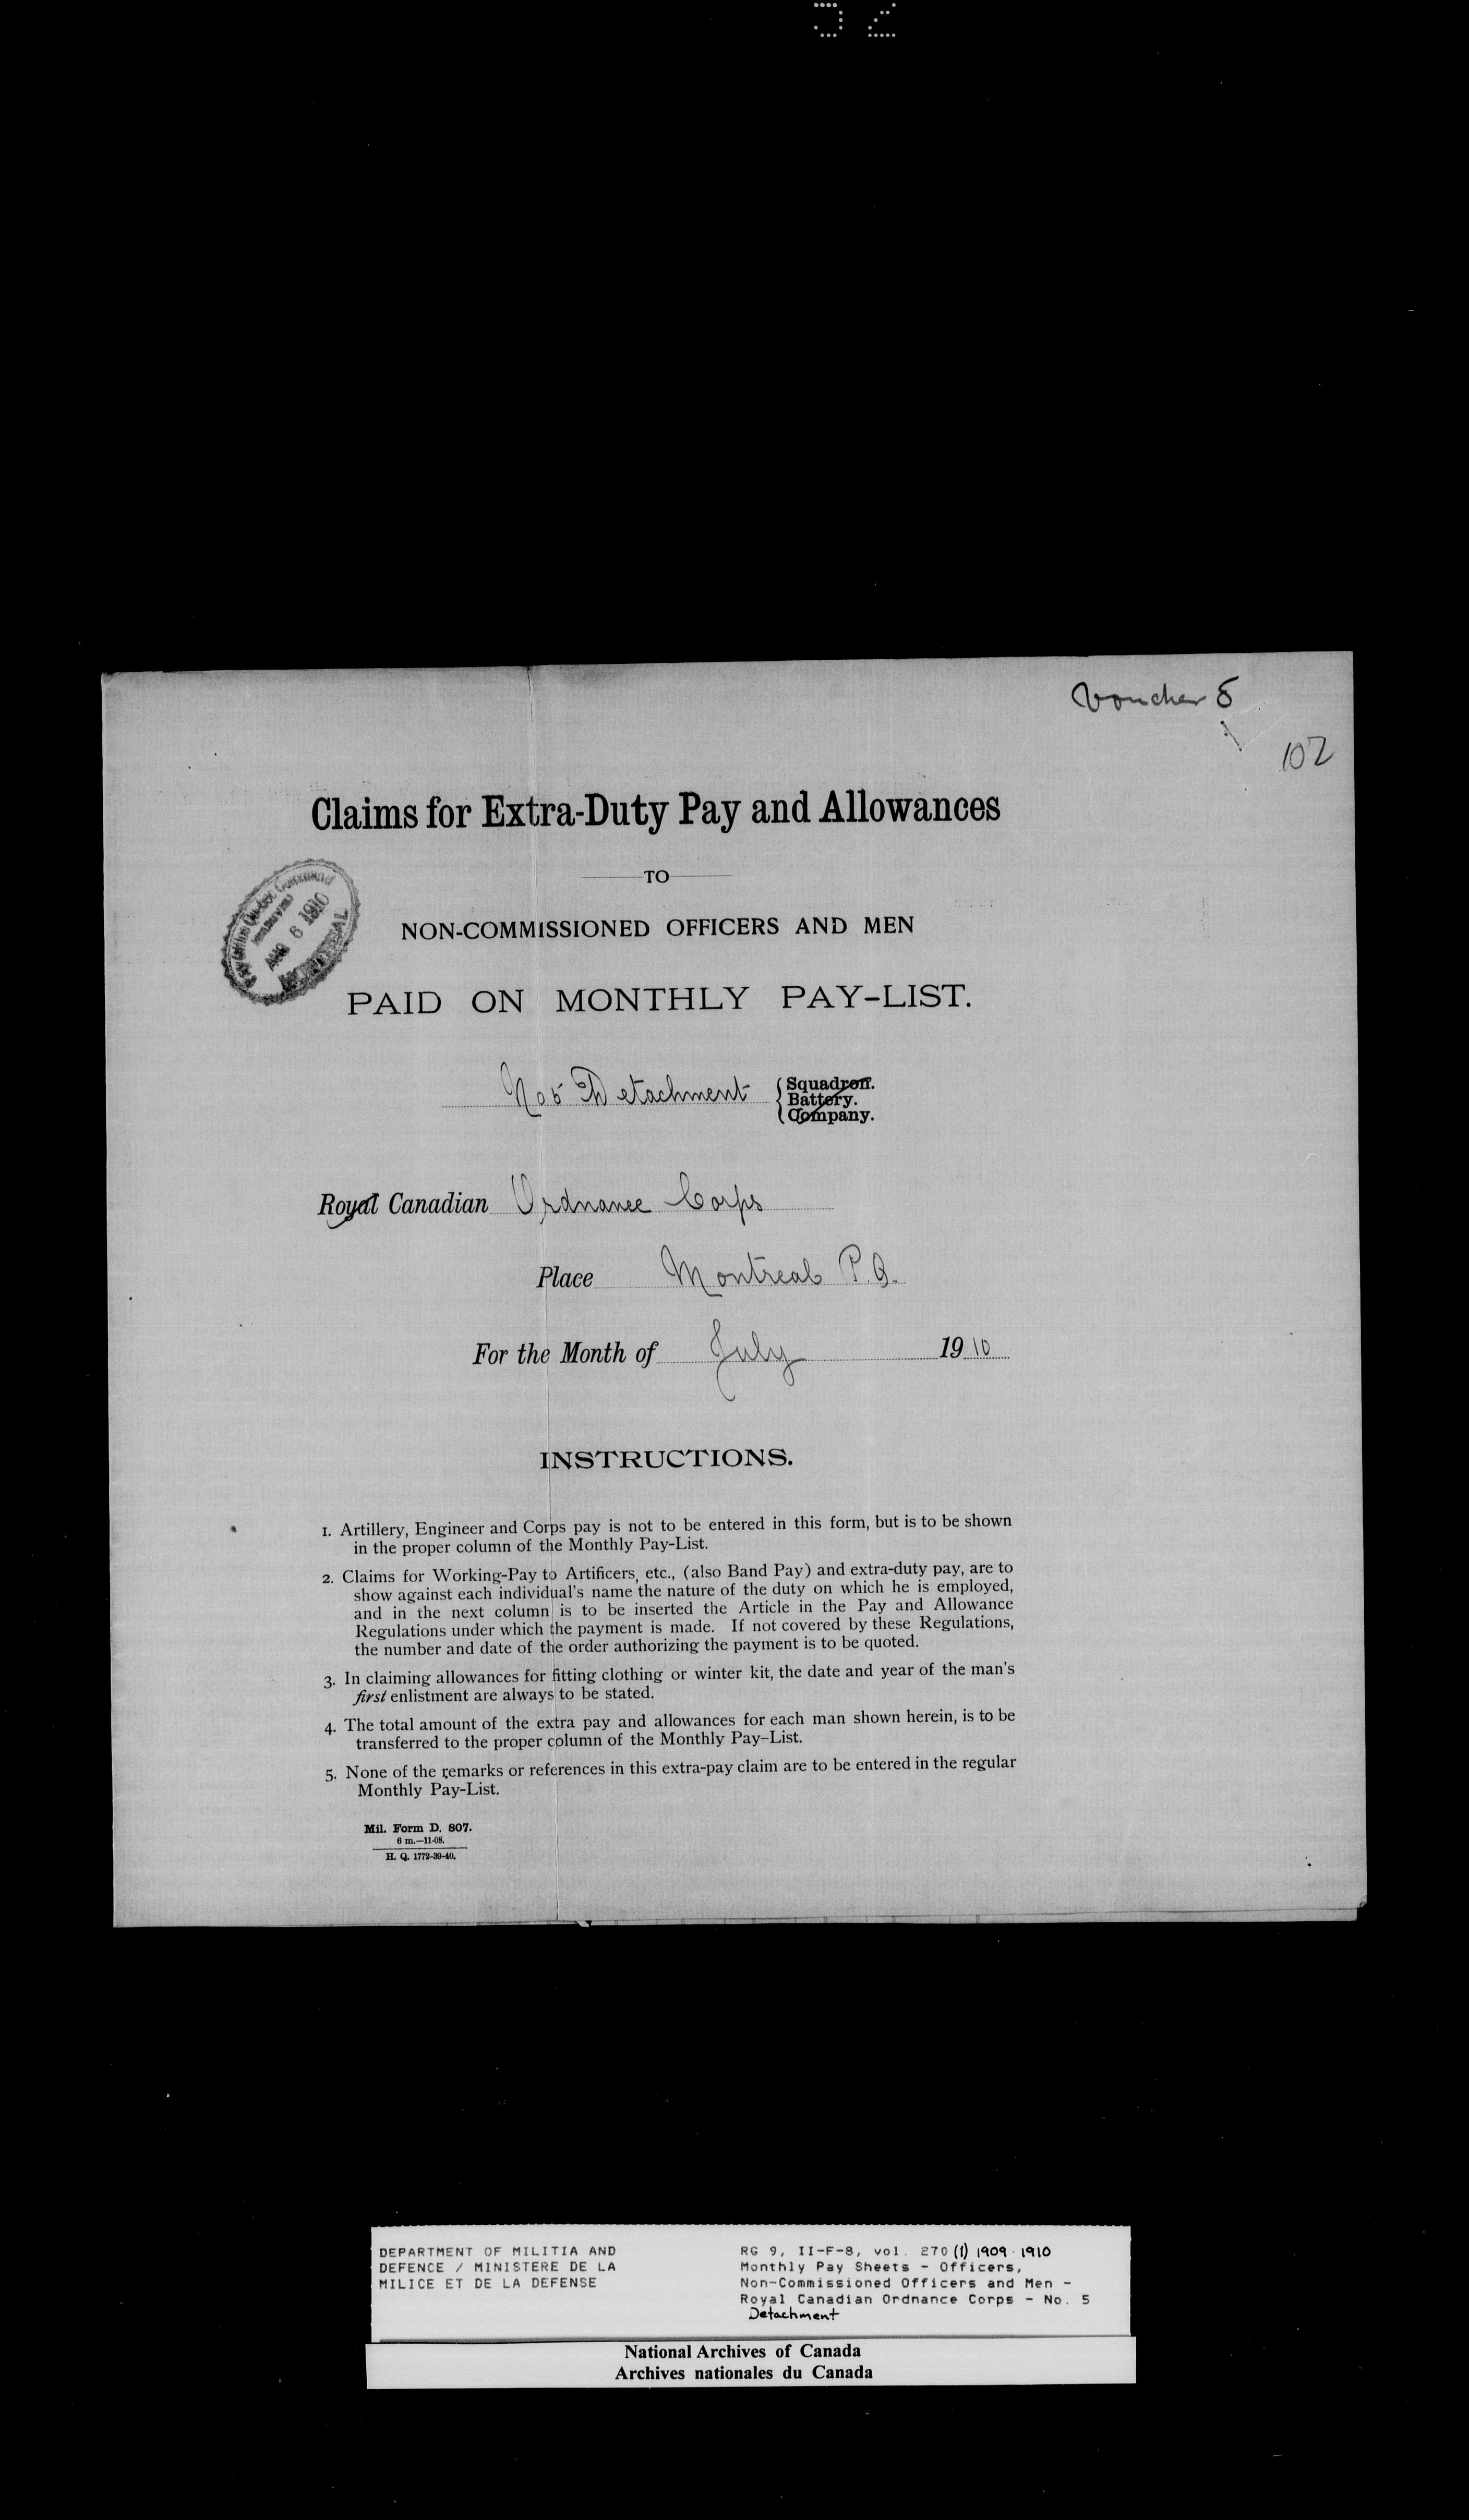 Voucher 5
102
Claims for Extra-Duty Pay and Allowances
TO
NON-COMMISSIONED OFFICERS AND MEN
PAID ON MONTHLY PAY-LIST.
AUG 6 1910
MONTREAL
No 5 Detachment { Squadron.
Battery.
Company.
Royal Canadian Ordnance Corps
Place Montreal P.Q.
For the Month of July 1910
INSTRUCTIONS.
1. Artillery, Engineer and Corps pay is not to be entered in this form, but is to be shown
in the proper column of the Monthly Pay-List.
2. Claims for Working-Pay to Artificers, etc., (also Band Pay) and extra-duty pay, are to
show against each individual's name the nature of the duty on which he is employed,
and in the next column is to be inserted the Article in the Pay and Allowance
Regulations under which the payment is made. If not covered by these Regulations,
the number and date of the order authorizing the payment is to be quoted.
3. In claiming allowances for fitting clothing or winter kit, the date and year of the man's
first enlistment are always to be stated.
4. The total amount of the extra pay and allowances for each man shown herein, is to be
transferred to the proper column of the Monthly Pay-List.
5. None of the remarks or references in this extra-pay claim are to be entered in the regular
Monthly Pay-List.
Mil. Form D. 807.
6 m.—11-08.
H. Q. 1772-39-40.
DEPARTMENT OF MILITIA AND
DEFENCE / MINISTERE DE LA
MILICE ET DE LA DEFENSE
RG 9, II-F-8, vol. 270 (1) 1909-1910
Monthly Pay Sheets - Officers,
Non-Commissioned Officers and Men -
Royal Canadian Ordnance Corps - No. 5
Detachment
National Archives of Canada
Archives nationales du Canada